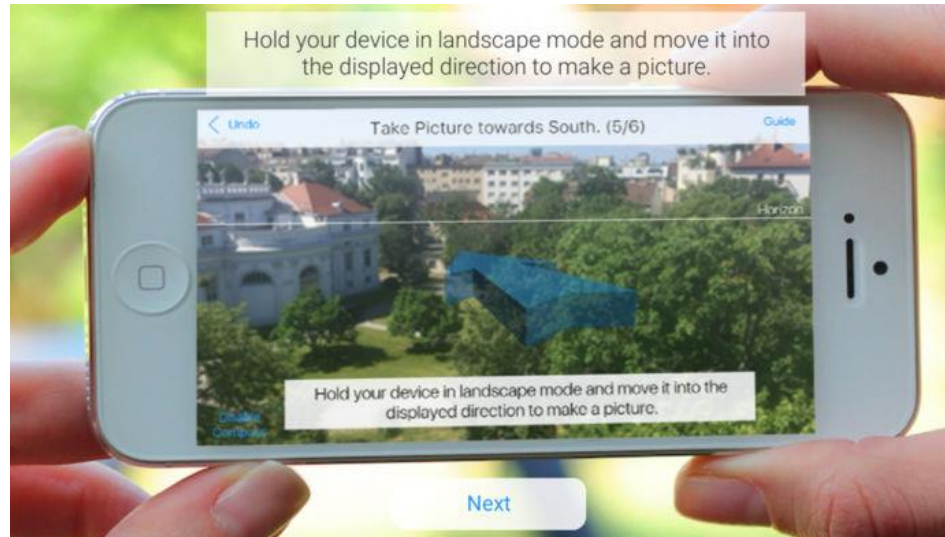 Hold your device in landscape mode and move it into
the displayed direction to make a picture.
Undo
Take Picture towards South. (5/6)
Guide
Horizon
Hold your device in landscape mode and move it into the
displayed direction to make a picture.
Compass
Next